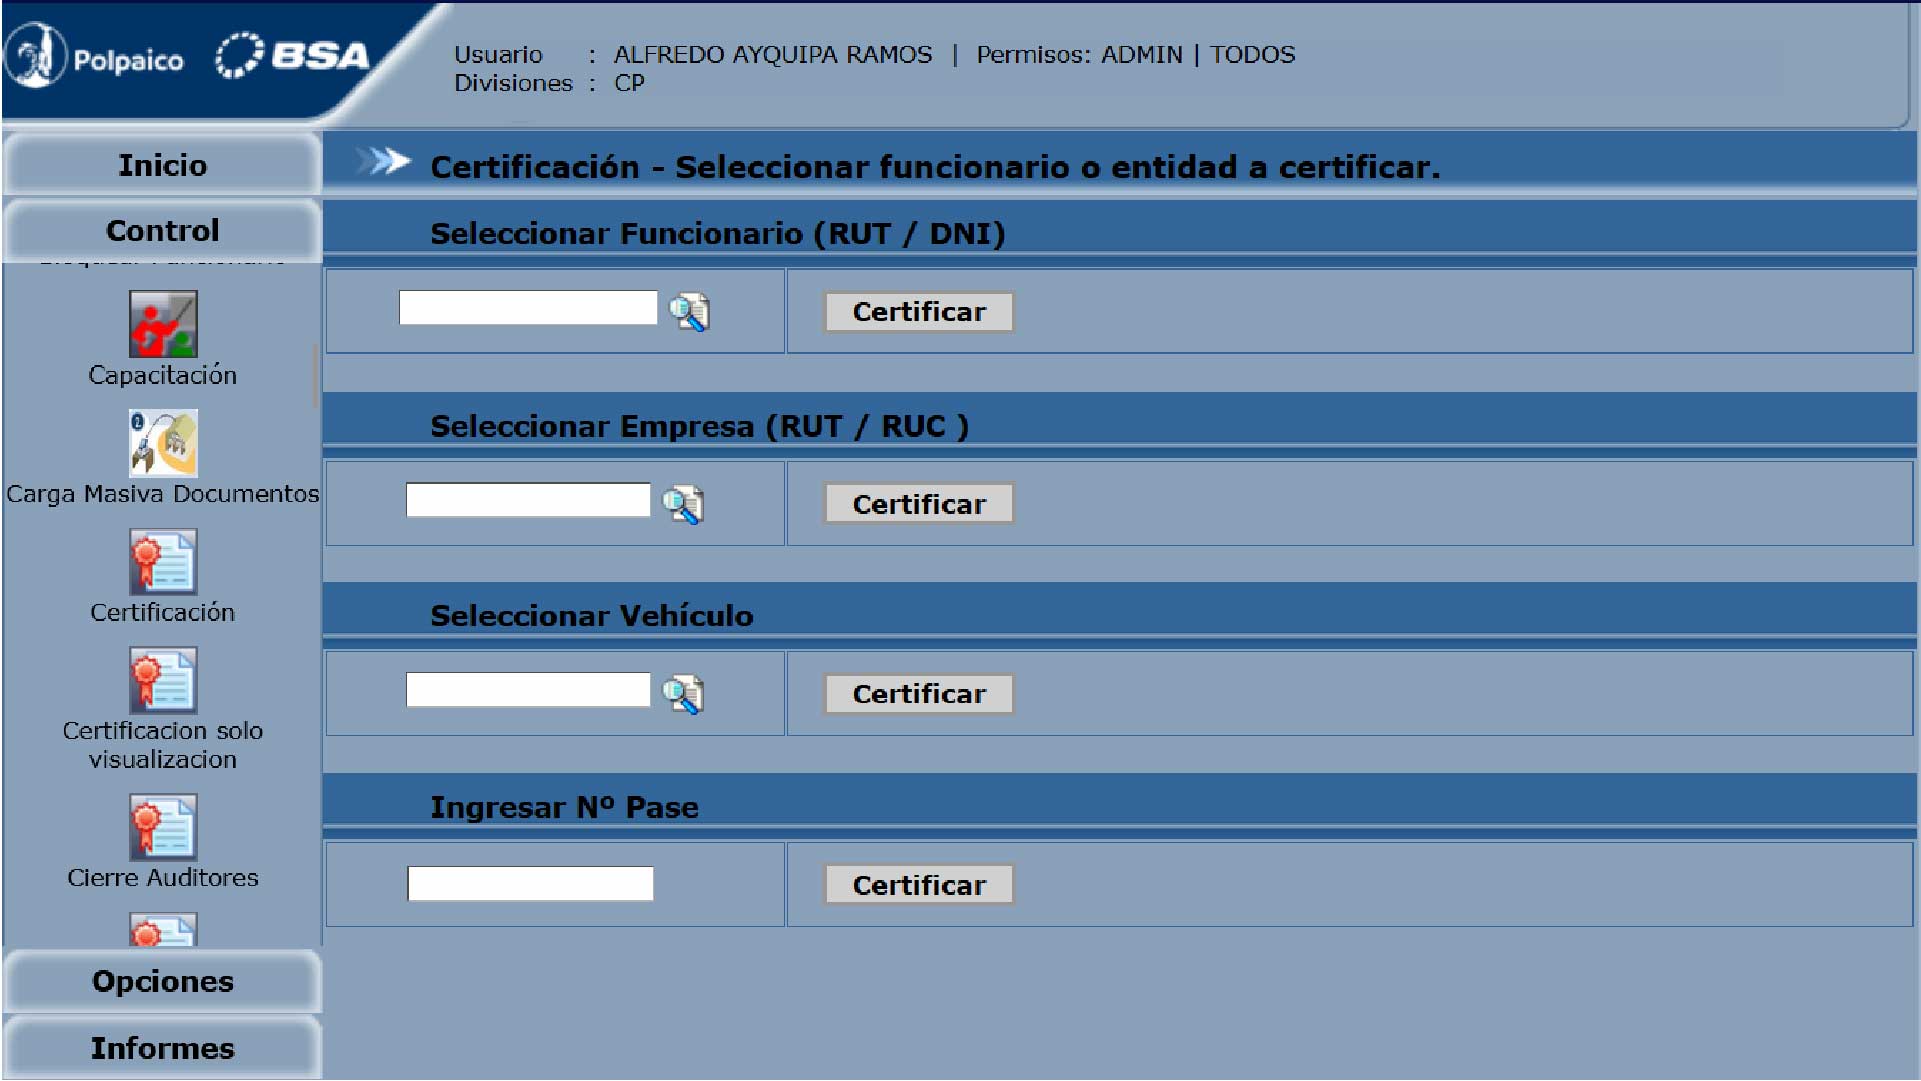 Polpaico BSA
Usuario : ALFREDO AYQUIPA RAMOS | Permisos: ADMIN | TODOS
Divisiones : CP
Inicio
Certificación - Seleccionar funcionario o entidad a certificar.
Control
Seleccionar Funcionario (RUT / DNI)
Certificar
Capacitación
Seleccionar Empresa (RUT / RUC )
Carga Masiva Documentos
Certificar
Certificación
Seleccionar Vehículo
Certificar
Certificacion solo
visualizacion
Ingresar Nº Pase
Cierre Auditores
Certificar
Opciones
Informes